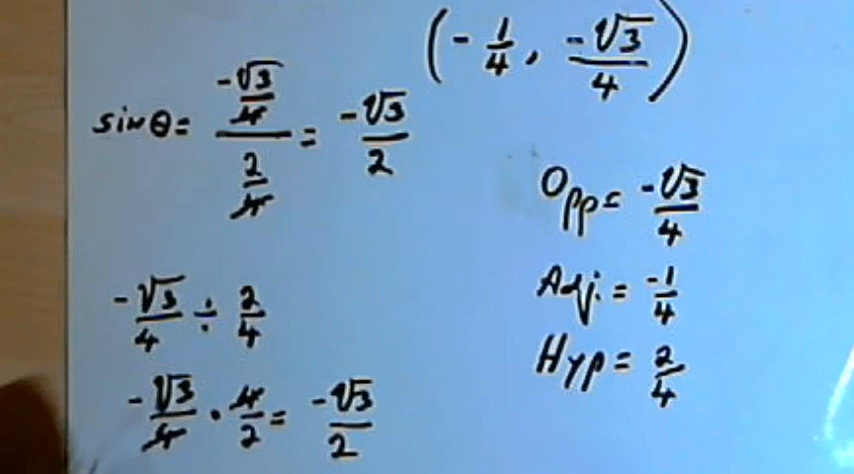 (-1/4, -√3/4)
sinθ = (-√3/4)/(2/4) = -√3/2
Opp = -√3/4
Adj. = -1/4
Hyp = 2/4
-√3/4 ÷ 2/4
-√3/4 · 4/2 = -√3/2